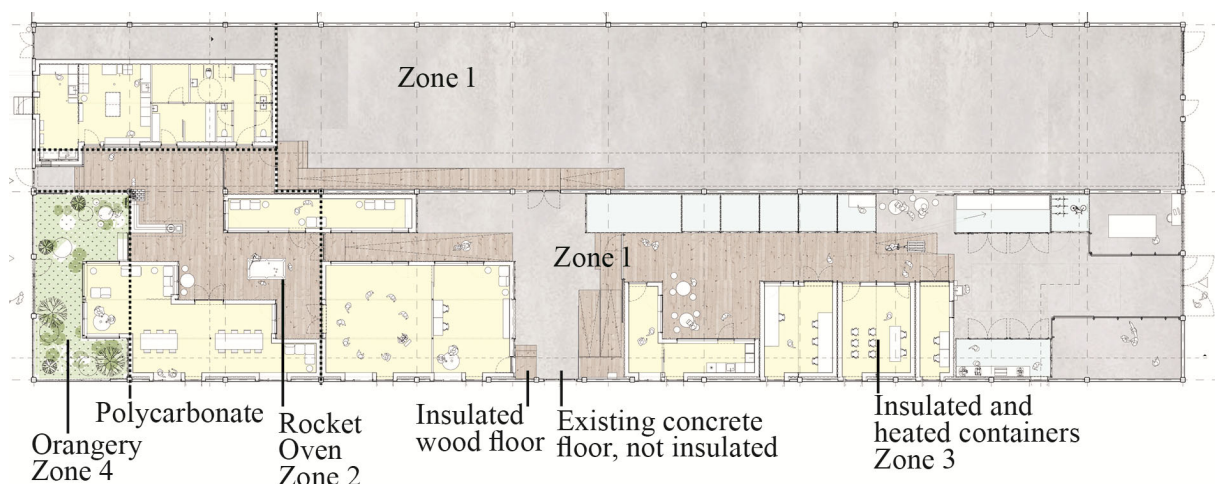 Zone 1
Zone 1
Polycarbonate
Orangery
Zone 4
Rocket
Oven
Zone 2
Insulated
wood floor
Existing concrete
floor, not insulated
Insulated and
heated containers
Zone 3